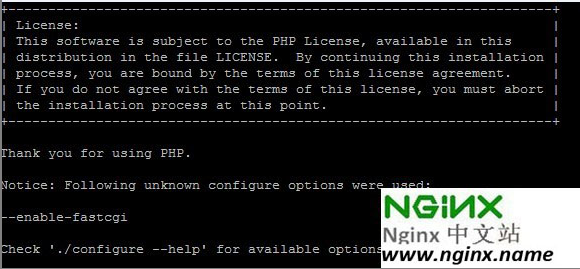 +--------------------------------------------------------------------+
| License: |
| This software is subject to the PHP License, available in this |
| distribution in the file LICENSE.  By continuing this installation |
| process, you are bound by the terms of this license agreement. |
| If you do not agree with the terms of this license, you must abort |
| the installation process at this point. |
+--------------------------------------------------------------------+
Thank you for using PHP.
Notice: Following unknown configure options were used:
--enable-fastcgi
Check './configure --help' for available options
NGiNX
Nginx 中文站
www.nginx.name